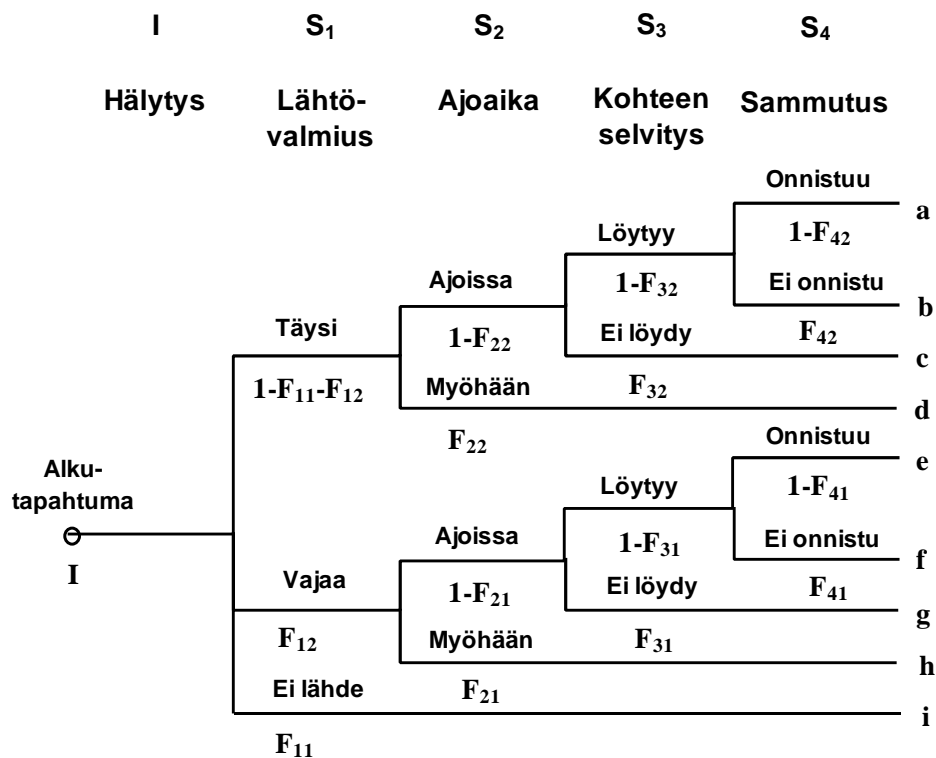 I S₁ S₂ S₃ S₄
Hälytys Lähtö- Ajoaika Kohteen Sammutus
valmius selvitys
Onnistuu
a
Löytyy 1-F₄₂
Ajoissa 1-F₃₂ Ei onnistu
b
Täysi 1-F₂₂ Ei löydy F₄₂
c
1-F₁₁-F₁₂ Myöhään F₃₂
d
F₂₂ Onnistuu
Alku- e
tapahtuma Löytyy 1-F₄₁
Ajoissa 1-F₃₁ Ei onnistu
I f
Vajaa 1-F₂₁ Ei löydy F₄₁
g
F₁₂ Myöhään F₃₁
h
Ei lähde F₂₁
i
F₁₁